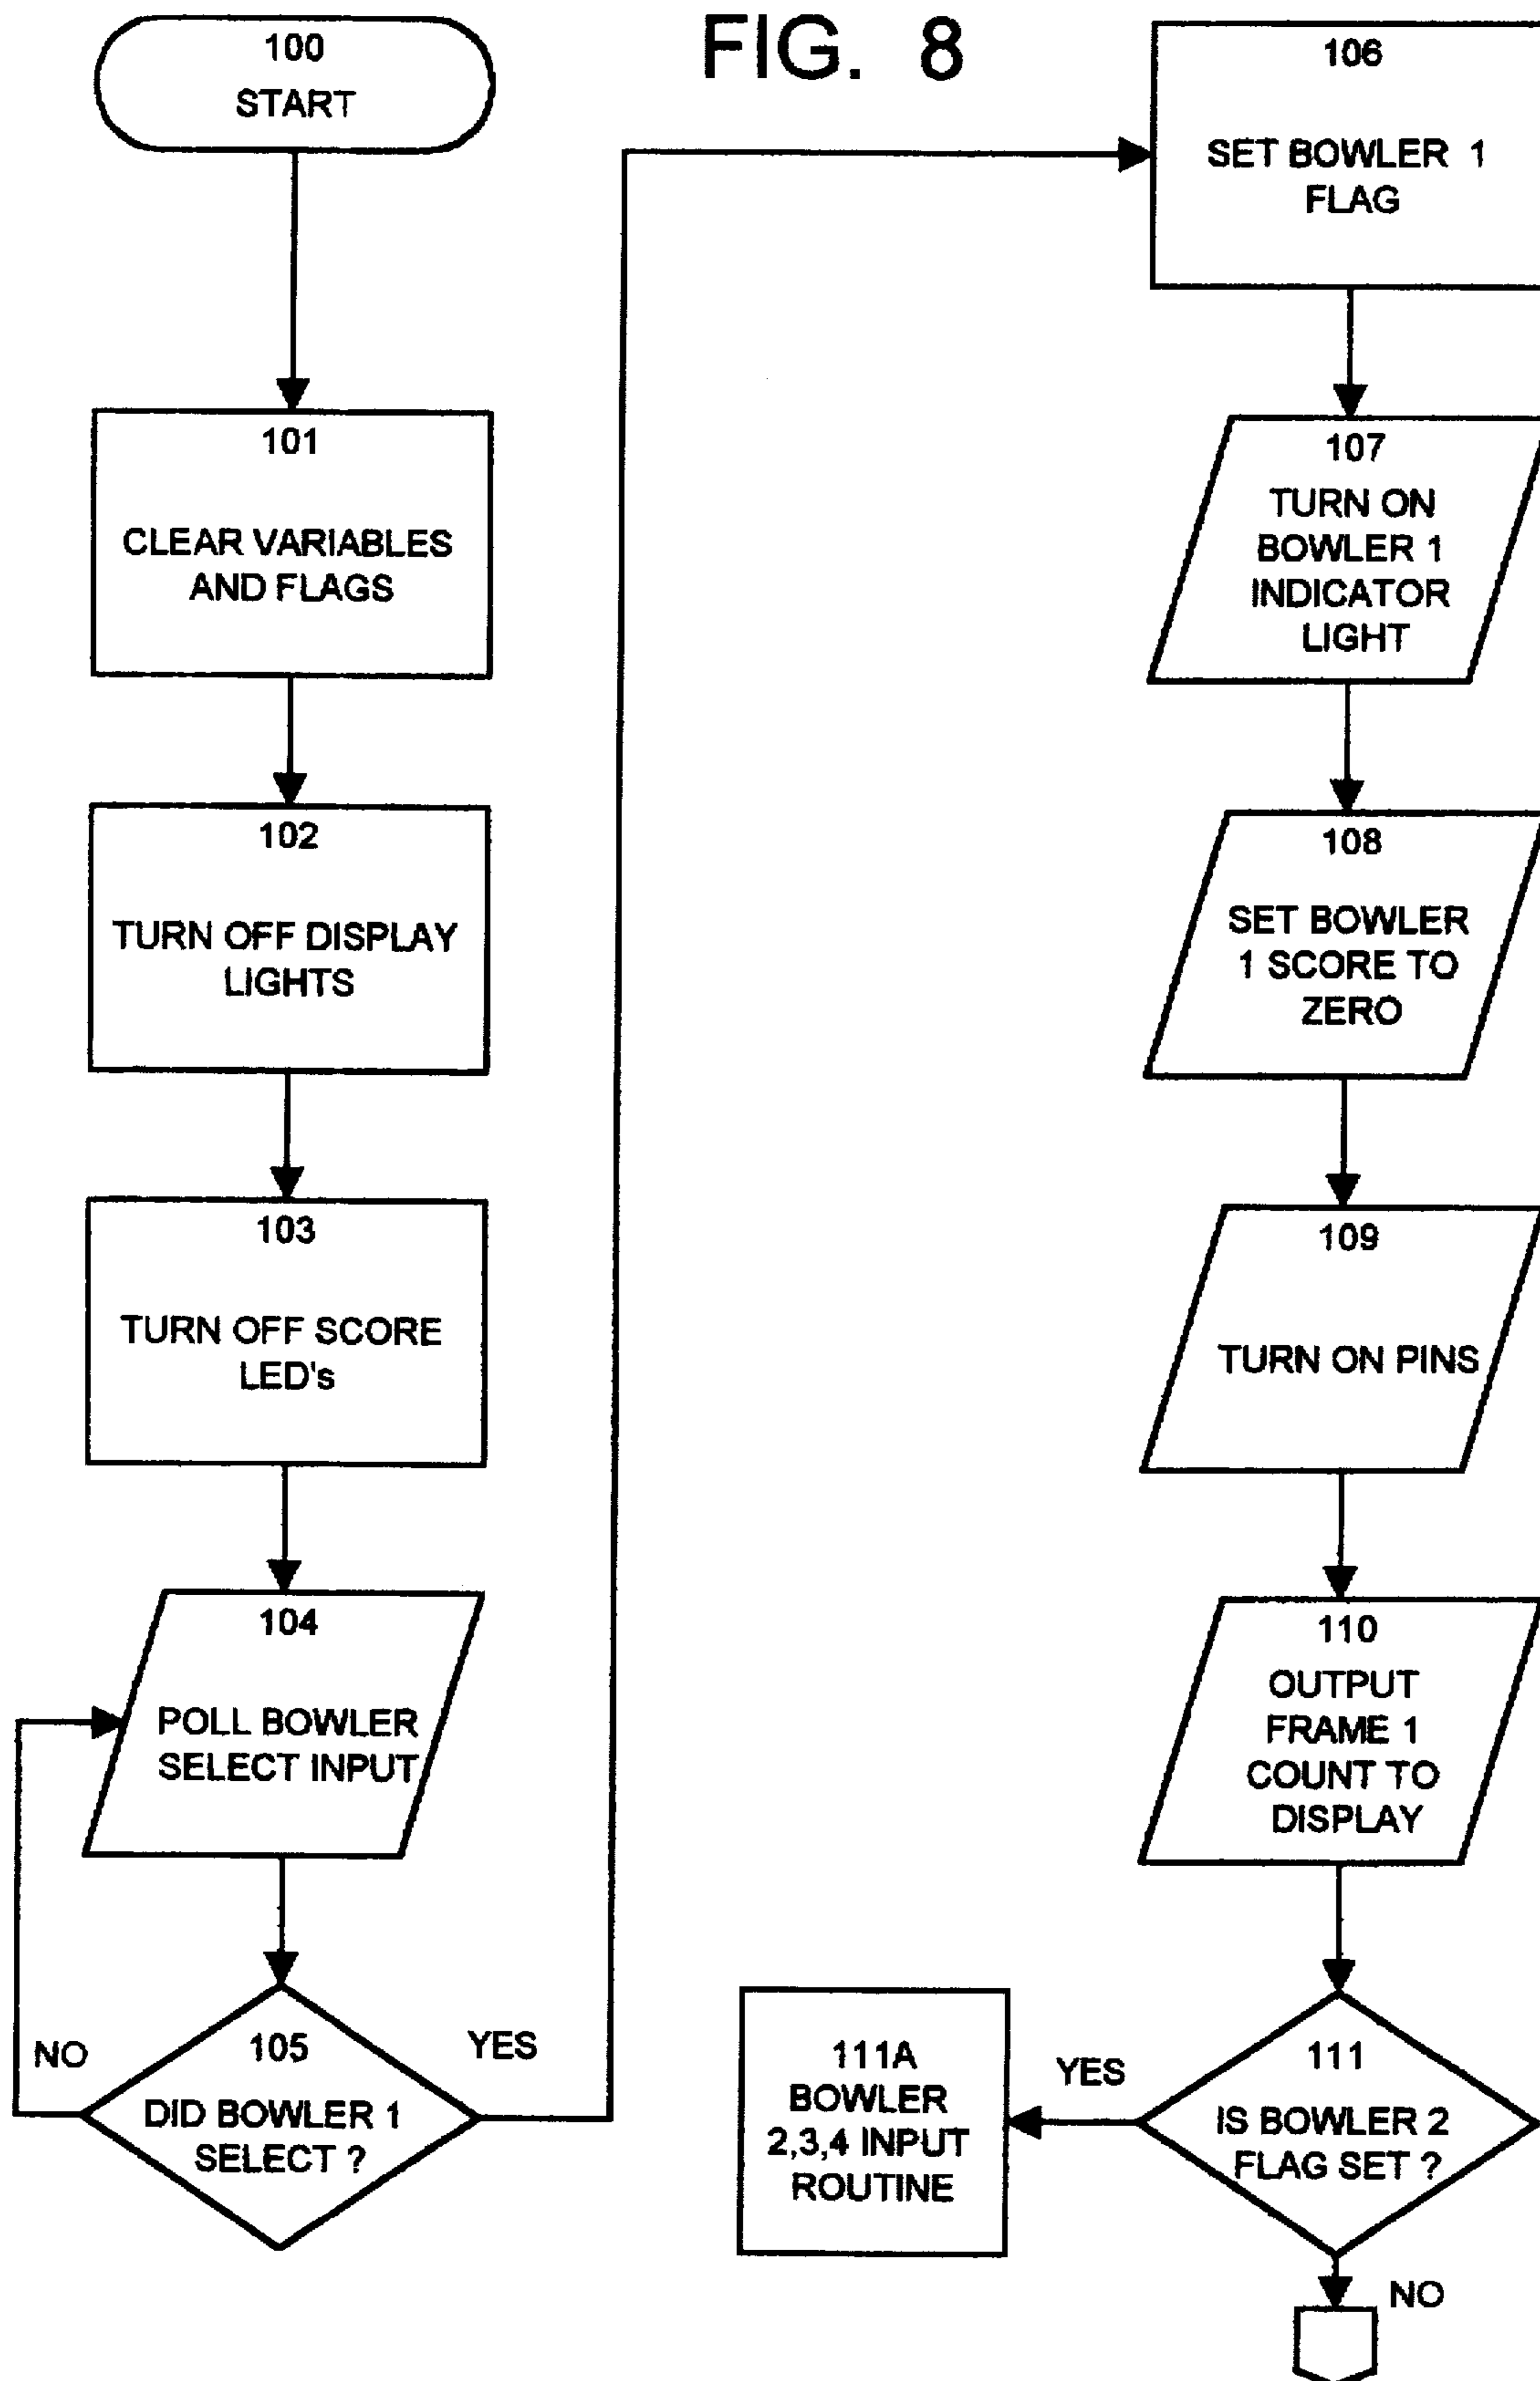 FIG. 8
100
START
101
CLEAR VARIABLES
AND FLAGS
102
TURN OFF DISPLAY
LIGHTS
103
TURN OFF SCORE
LED's
104
POLL BOWLER
SELECT INPUT
105
DID BOWLER 1
SELECT ?
NO
YES
106
SET BOWLER 1
FLAG
107
TURN ON
BOWLER 1
INDICATOR
LIGHT
108
SET BOWLER
1 SCORE TO
ZERO
109
TURN ON PINS
110
OUTPUT
FRAME 1
COUNT TO
DISPLAY
111
IS BOWLER 2
FLAG SET ?
YES
111A
BOWLER
2,3,4 INPUT
ROUTINE
NO